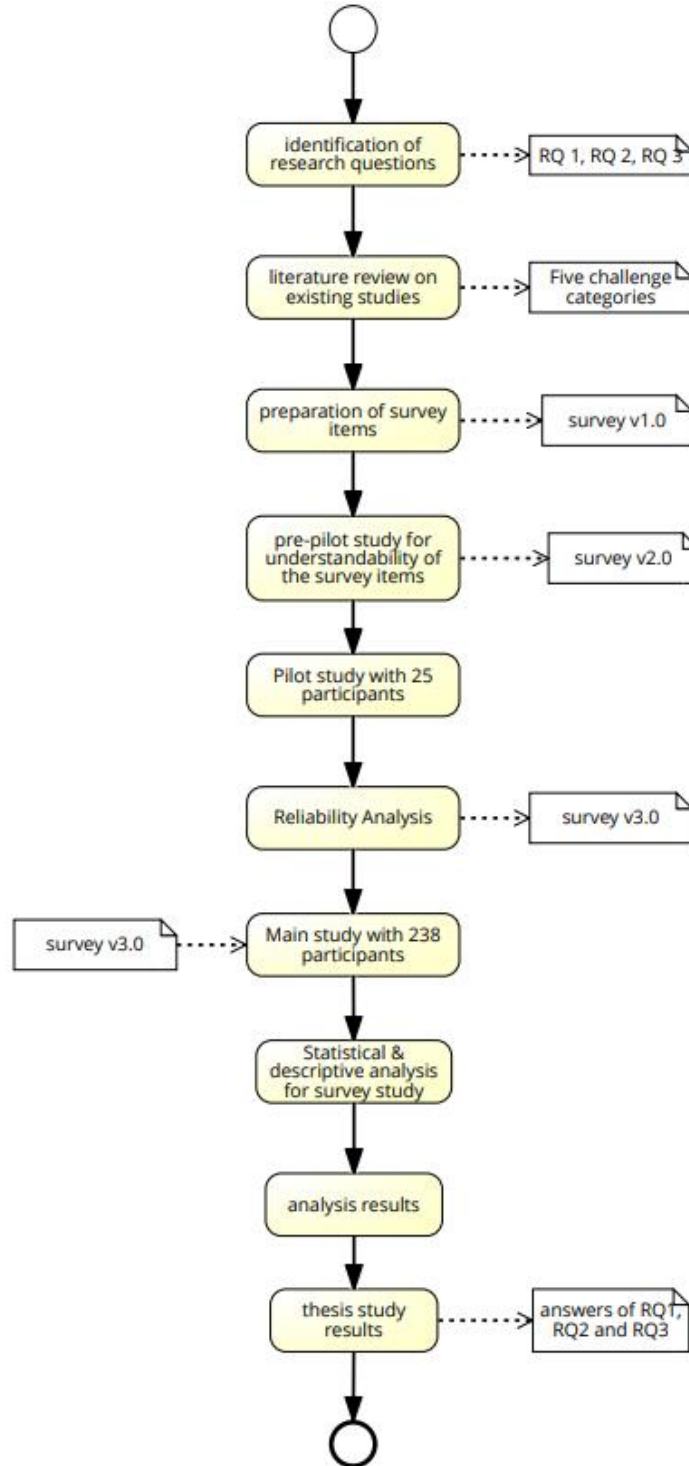 identification of
research questions
RQ 1, RQ 2, RQ 3
literature review on
existing studies
Five challenge
categories
preparation of survey
items
survey v1.0
pre-pilot study for
understandability of
the survey items
survey v2.0
Pilot study with 25
participants
Reliability Analysis
survey v3.0
survey v3.0
Main study with 238
participants
Statistical &
descriptive analysis
for survey study
analysis results
thesis study
results
answers of RQ1,
RQ2 and RQ3